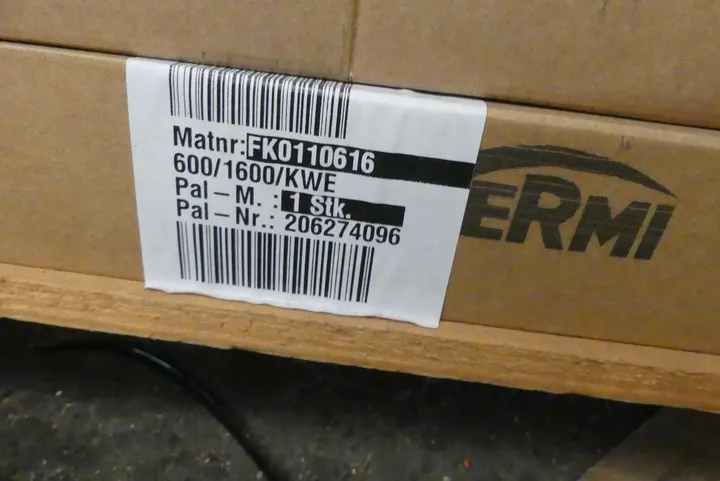 Matnr:FK0110616
600/1600/KWE
Pal – M. : 1 Stk.
Pal – Nr.: 206274096
ERMI